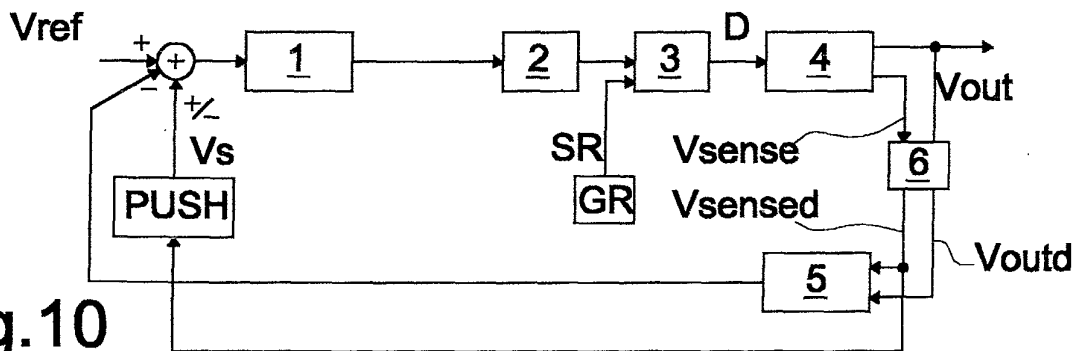 Vref
+
+
-
+/-
Vs
PUSH
1
2
3
D
4
Vout
SR
GR
Vsense
6
Vsensed
Voutd
5
g.10